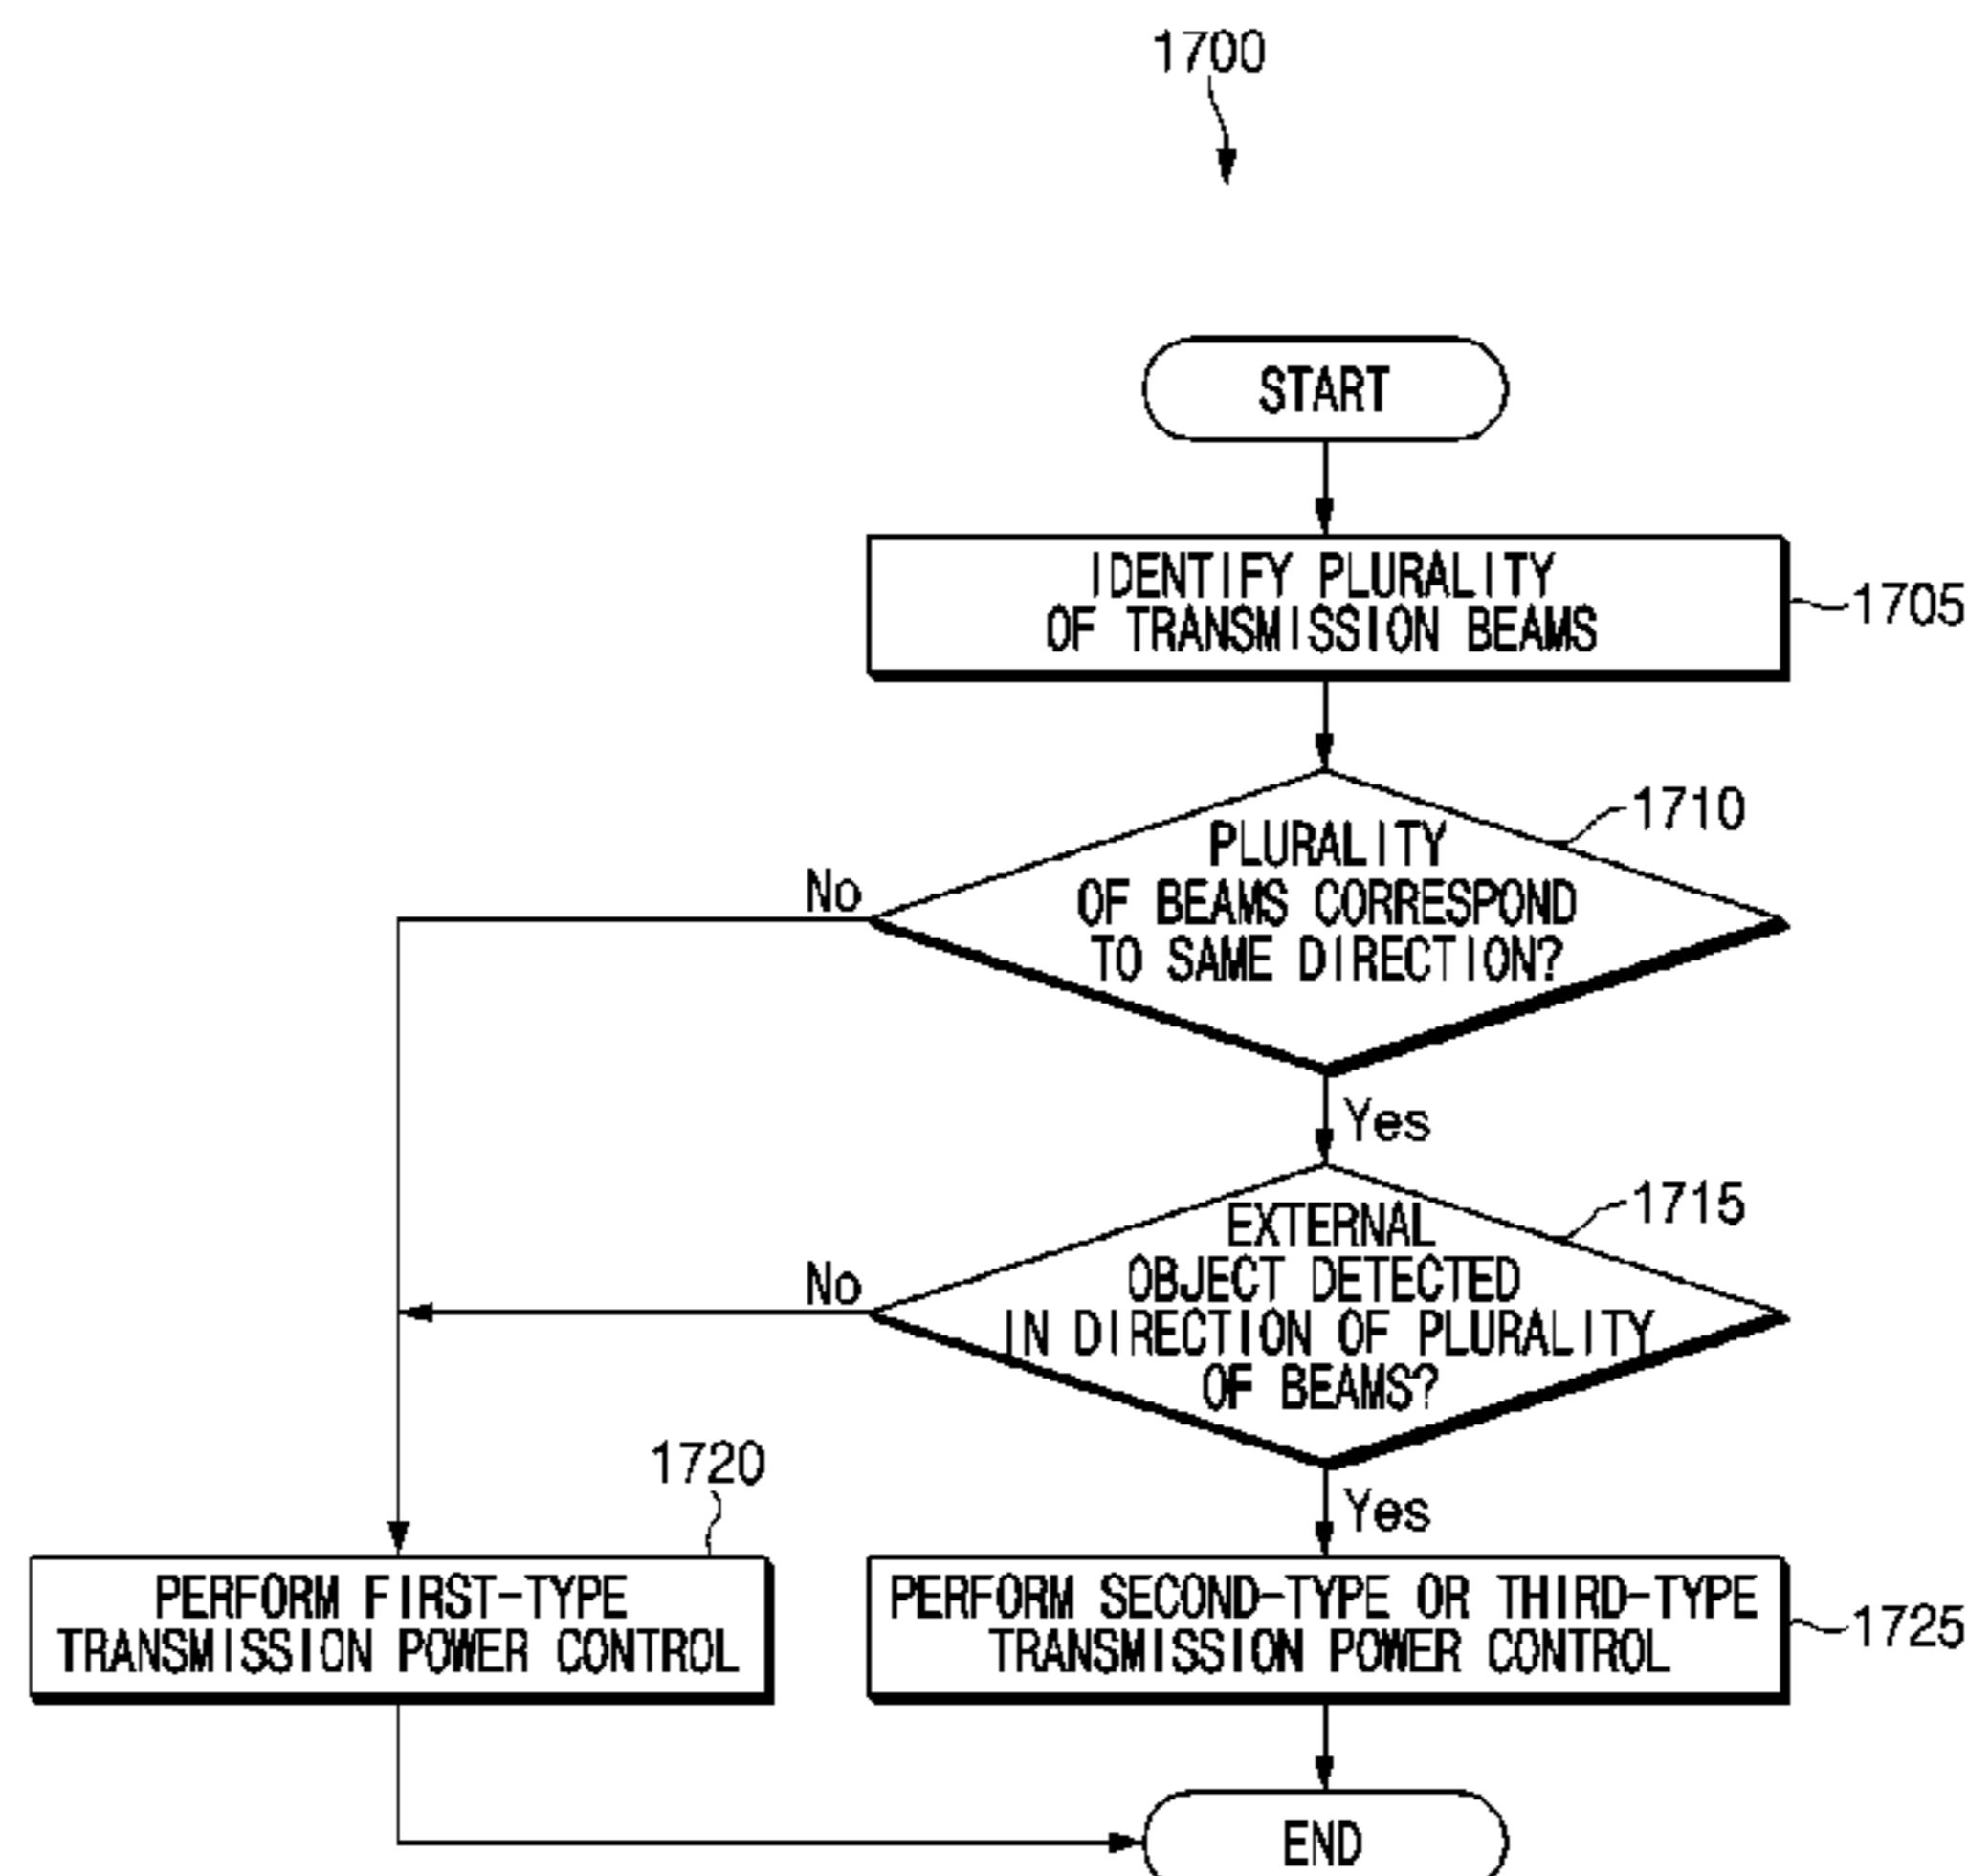 1700
START
IDENTIFY PLURALITY
OF TRANSMISSION BEAMS
1705
1710
PLURALITY
OF BEAMS CORRESPOND
TO SAME DIRECTION?
No
Yes
1715
EXTERNAL
OBJECT DETECTED
IN DIRECTION OF PLURALITY
OF BEAMS?
No
Yes
1720
PERFORM FIRST-TYPE
TRANSMISSION POWER CONTROL
PERFORM SECOND-TYPE OR THIRD-TYPE
TRANSMISSION POWER CONTROL
1725
END